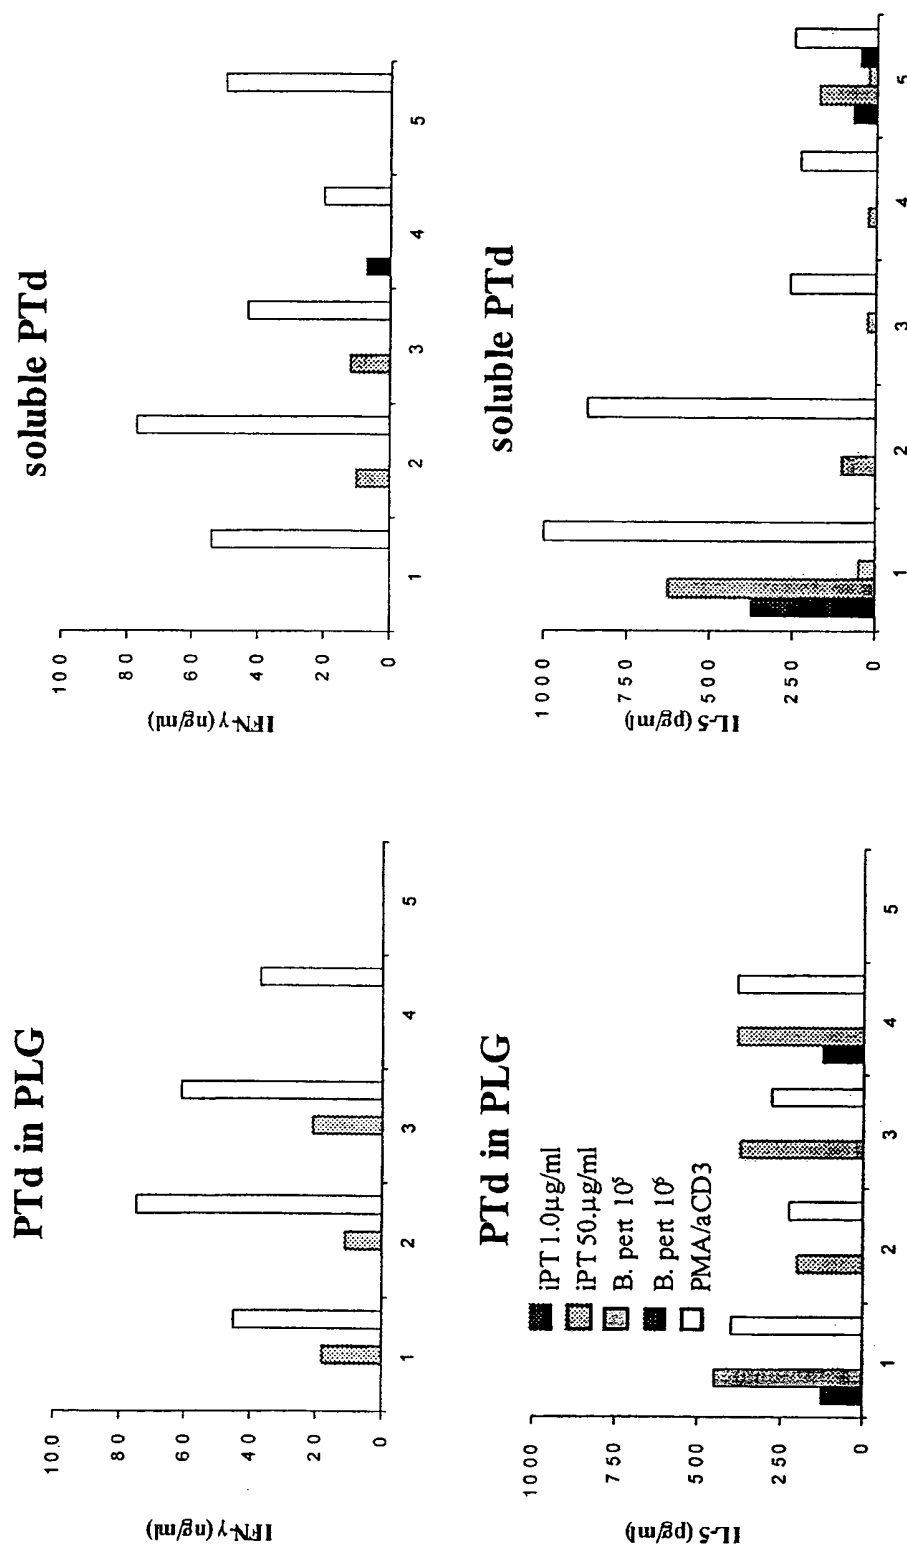 PTd in PLG
IFN-γ (ng/ml)
100
80
60
40
20
0
1 2 3 4 5
soluble PTd
IFN-γ (ng/ml)
100
80
60
40
20
0
1 2 3 4 5
PTd in PLG
IL-5 (pg/ml)
1000
750
500
250
0
iPT 1.0μg/ml
iPT 50.μg/ml
B. pert 10⁵
B. pert 10⁶
PMA/aCD3
1 2 3 4 5
soluble PTd
IL-5 (pg/ml)
1000
750
500
250
0
1 2 3 4 5